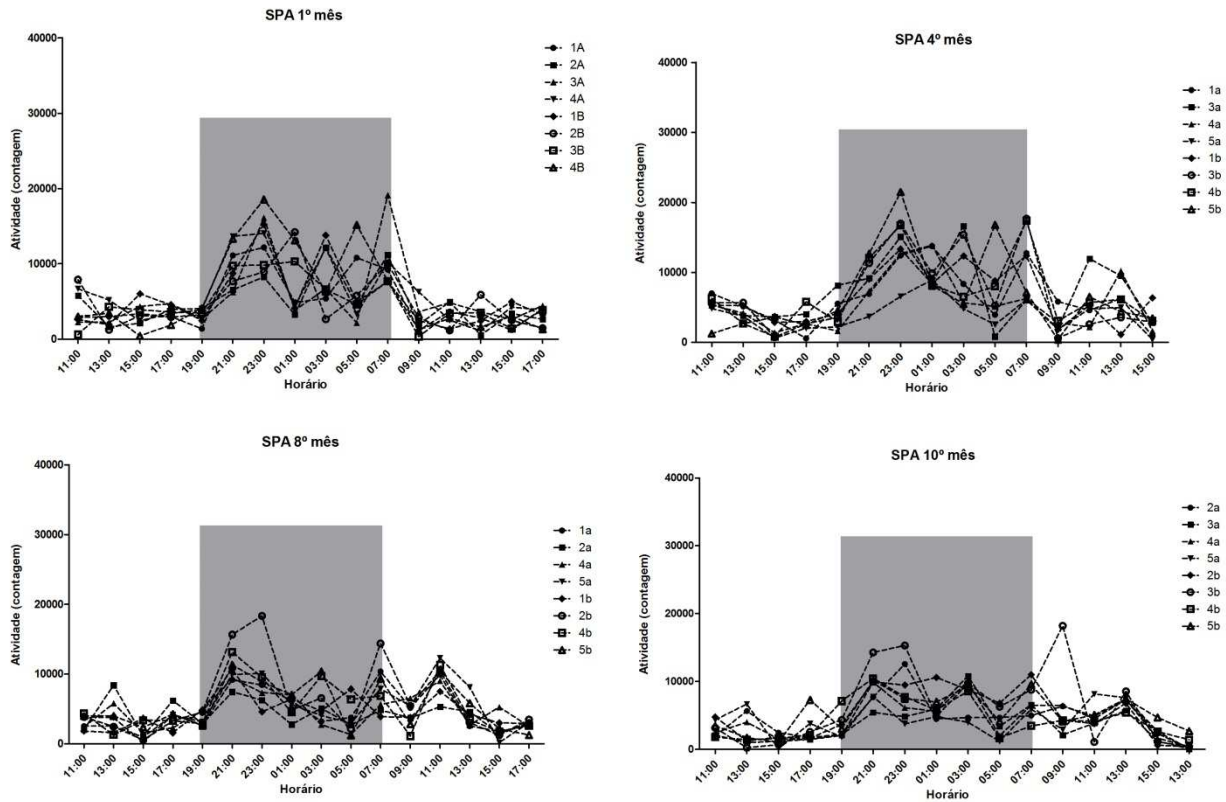 SPA 1º mês
Atividade (contagem)
40000
30000
20000
10000
0
11:00
13:00
15:00
17:00
19:00
21:00
23:00
01:00
03:00
05:00
07:00
09:00
11:00
13:00
15:00
17:00
Horário
1A
2A
3A
4A
1B
2B
3B
4B
SPA 4º mês
Atividade (contagem)
40000
30000
20000
10000
0
11:00
13:00
15:00
17:00
19:00
21:00
23:00
01:00
03:00
05:00
07:00
09:00
11:00
13:00
15:00
Horário
1a
3a
4a
5a
1b
3b
4b
5b
SPA 8º mês
Atividade (contagem)
40000
30000
20000
10000
0
11:00
13:00
15:00
17:00
19:00
21:00
23:00
01:00
03:00
05:00
07:00
09:00
11:00
13:00
15:00
17:00
Horário
1a
2a
4a
5a
1b
2b
4b
5b
SPA 10º mês
Atividade (contagem)
40000
30000
20000
10000
0
11:00
13:00
15:00
17:00
19:00
21:00
23:00
01:00
03:00
05:00
07:00
09:00
11:00
13:00
15:00
13:00
Horário
2a
3a
4a
5a
2b
3b
4b
5b